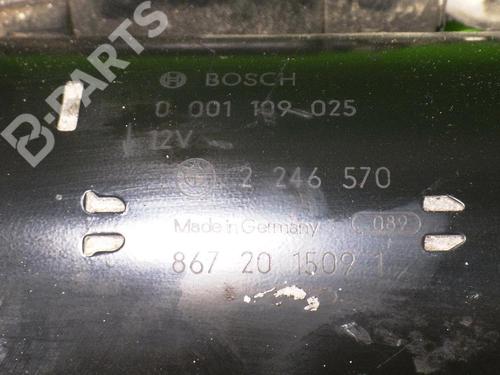 B-PARTS
BOSCH
0 001 109 025
12V
2 246 570
Made in Germany
089
867 20 1509 1